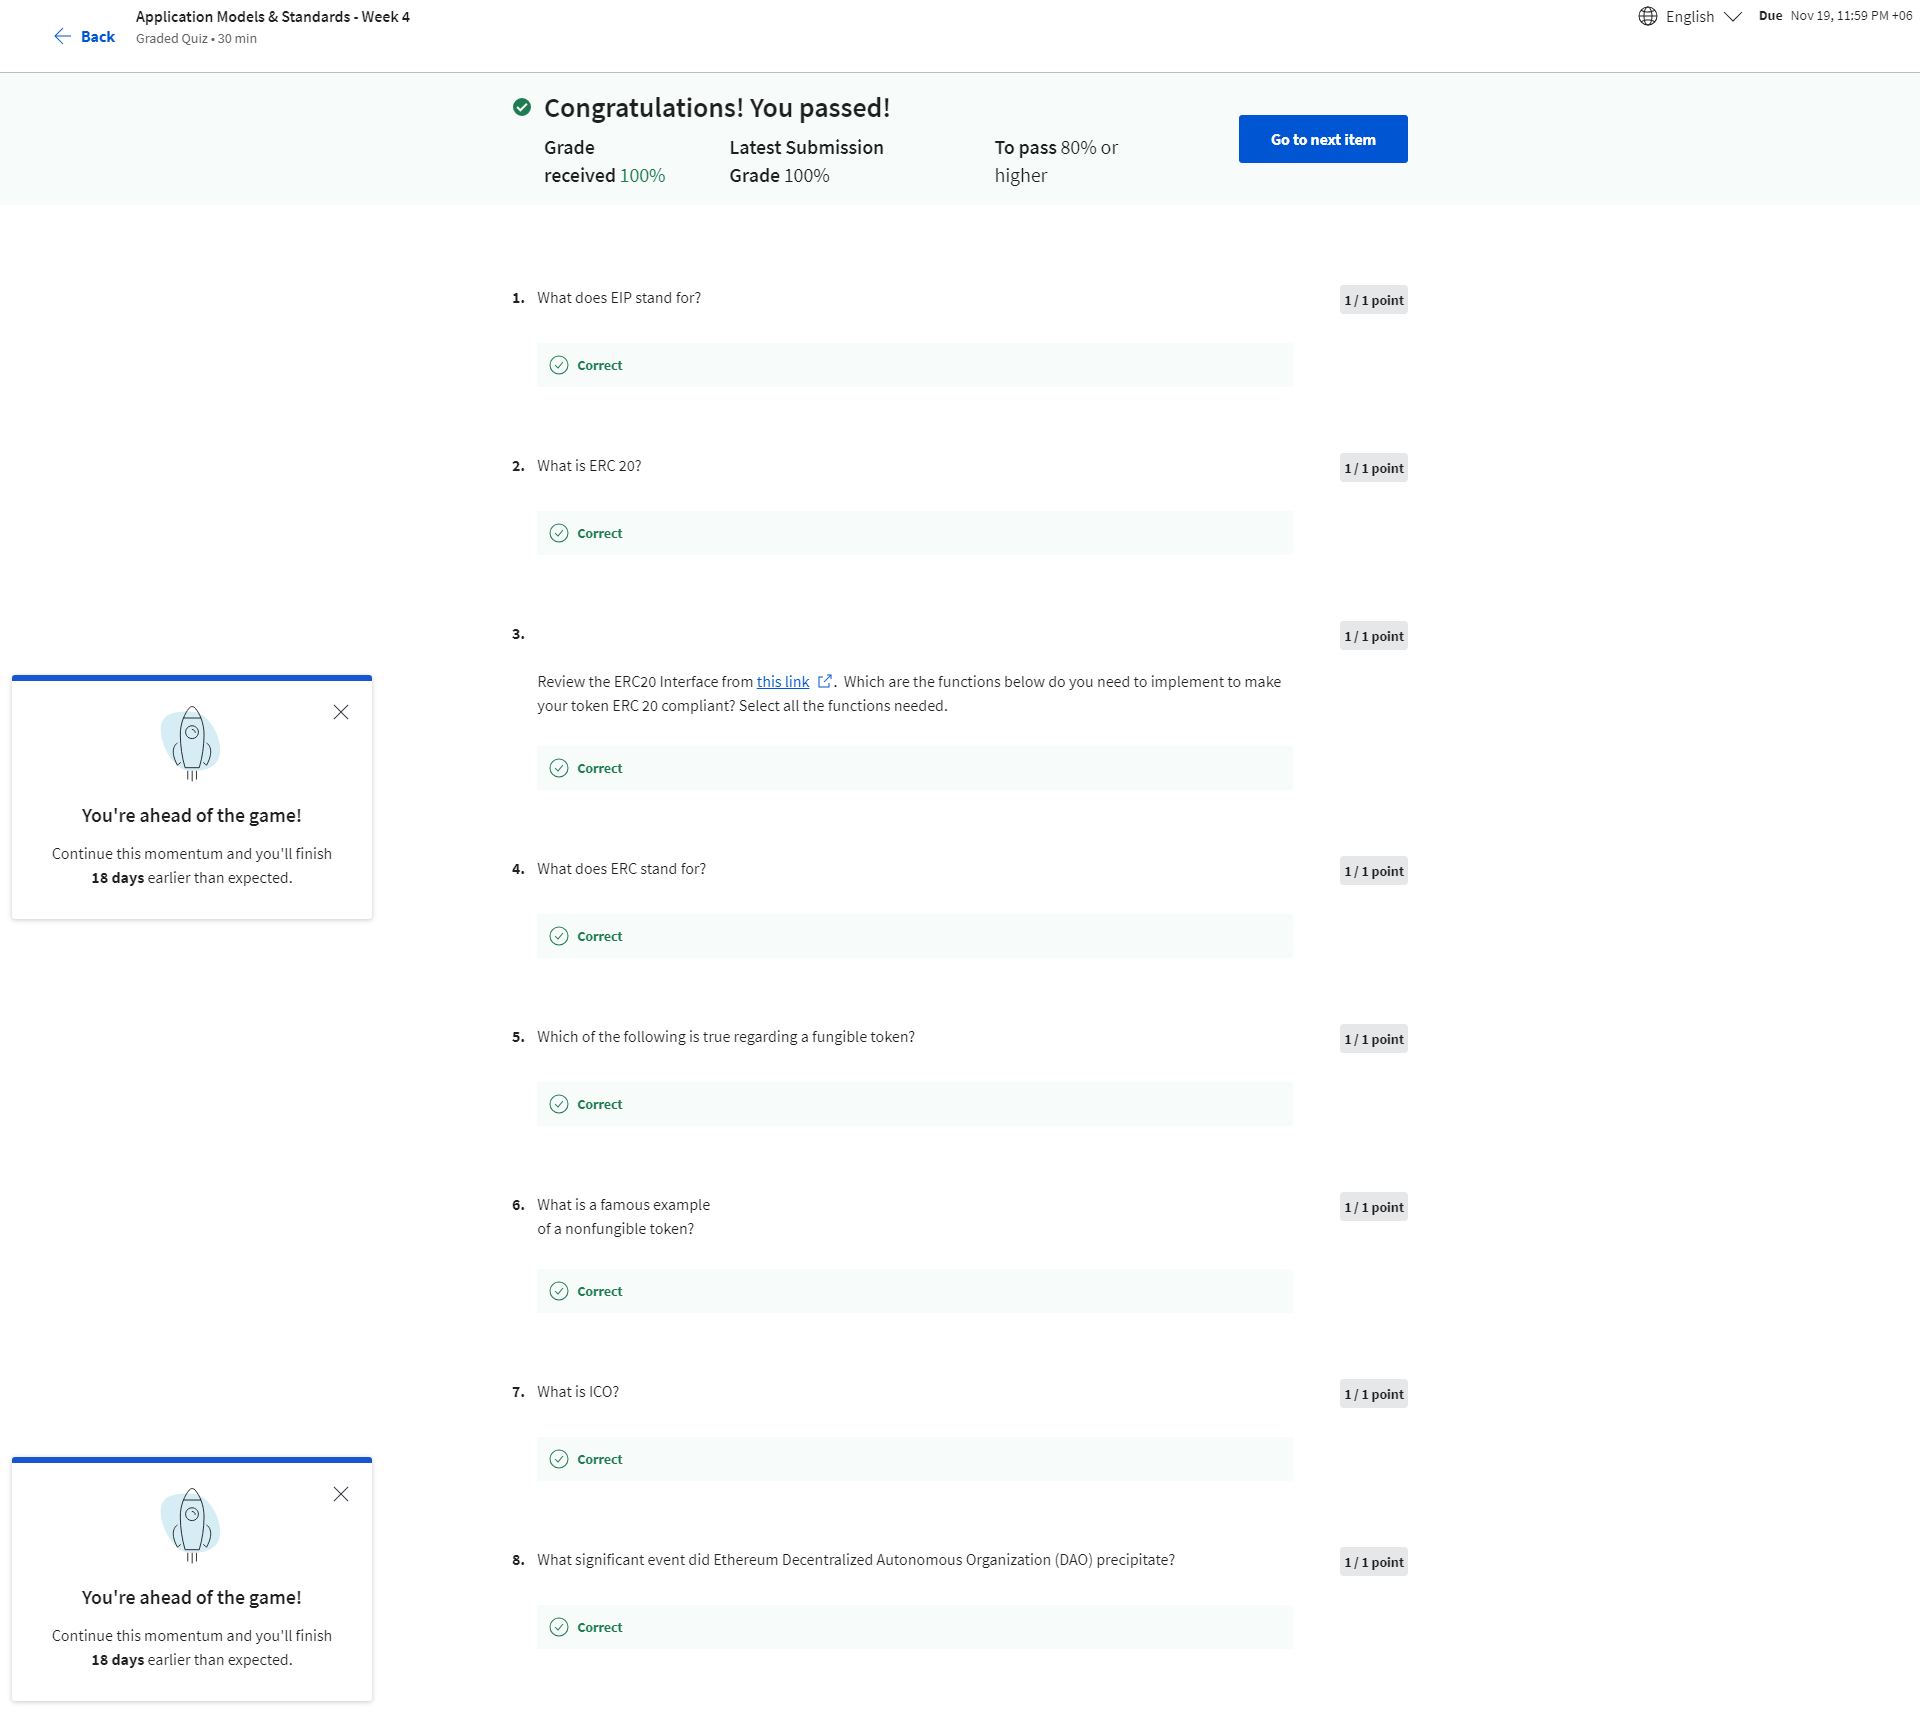 Back
Application Models & Standards - Week 4
Graded Quiz • 30 min
English
Due Nov 19, 11:59 PM +06
Congratulations! You passed!
Grade
received 100%
Latest Submission
Grade 100%
To pass 80% or
higher
Go to next item
1. What does EIP stand for?
1 / 1 point
Correct
2. What is ERC 20?
1 / 1 point
Correct
3.
1 / 1 point
Review the ERC20 Interface from this link . Which are the functions below do you need to implement to make
your token ERC 20 compliant? Select all the functions needed.
Correct
You're ahead of the game!
Continue this momentum and you'll finish
18 days earlier than expected.
4. What does ERC stand for?
1 / 1 point
Correct
5. Which of the following is true regarding a fungible token?
1 / 1 point
Correct
6. What is a famous example
of a nonfungible token?
1 / 1 point
Correct
7. What is ICO?
1 / 1 point
Correct
8. What significant event did Ethereum Decentralized Autonomous Organization (DAO) precipitate?
1 / 1 point
Correct
You're ahead of the game!
Continue this momentum and you'll finish
18 days earlier than expected.